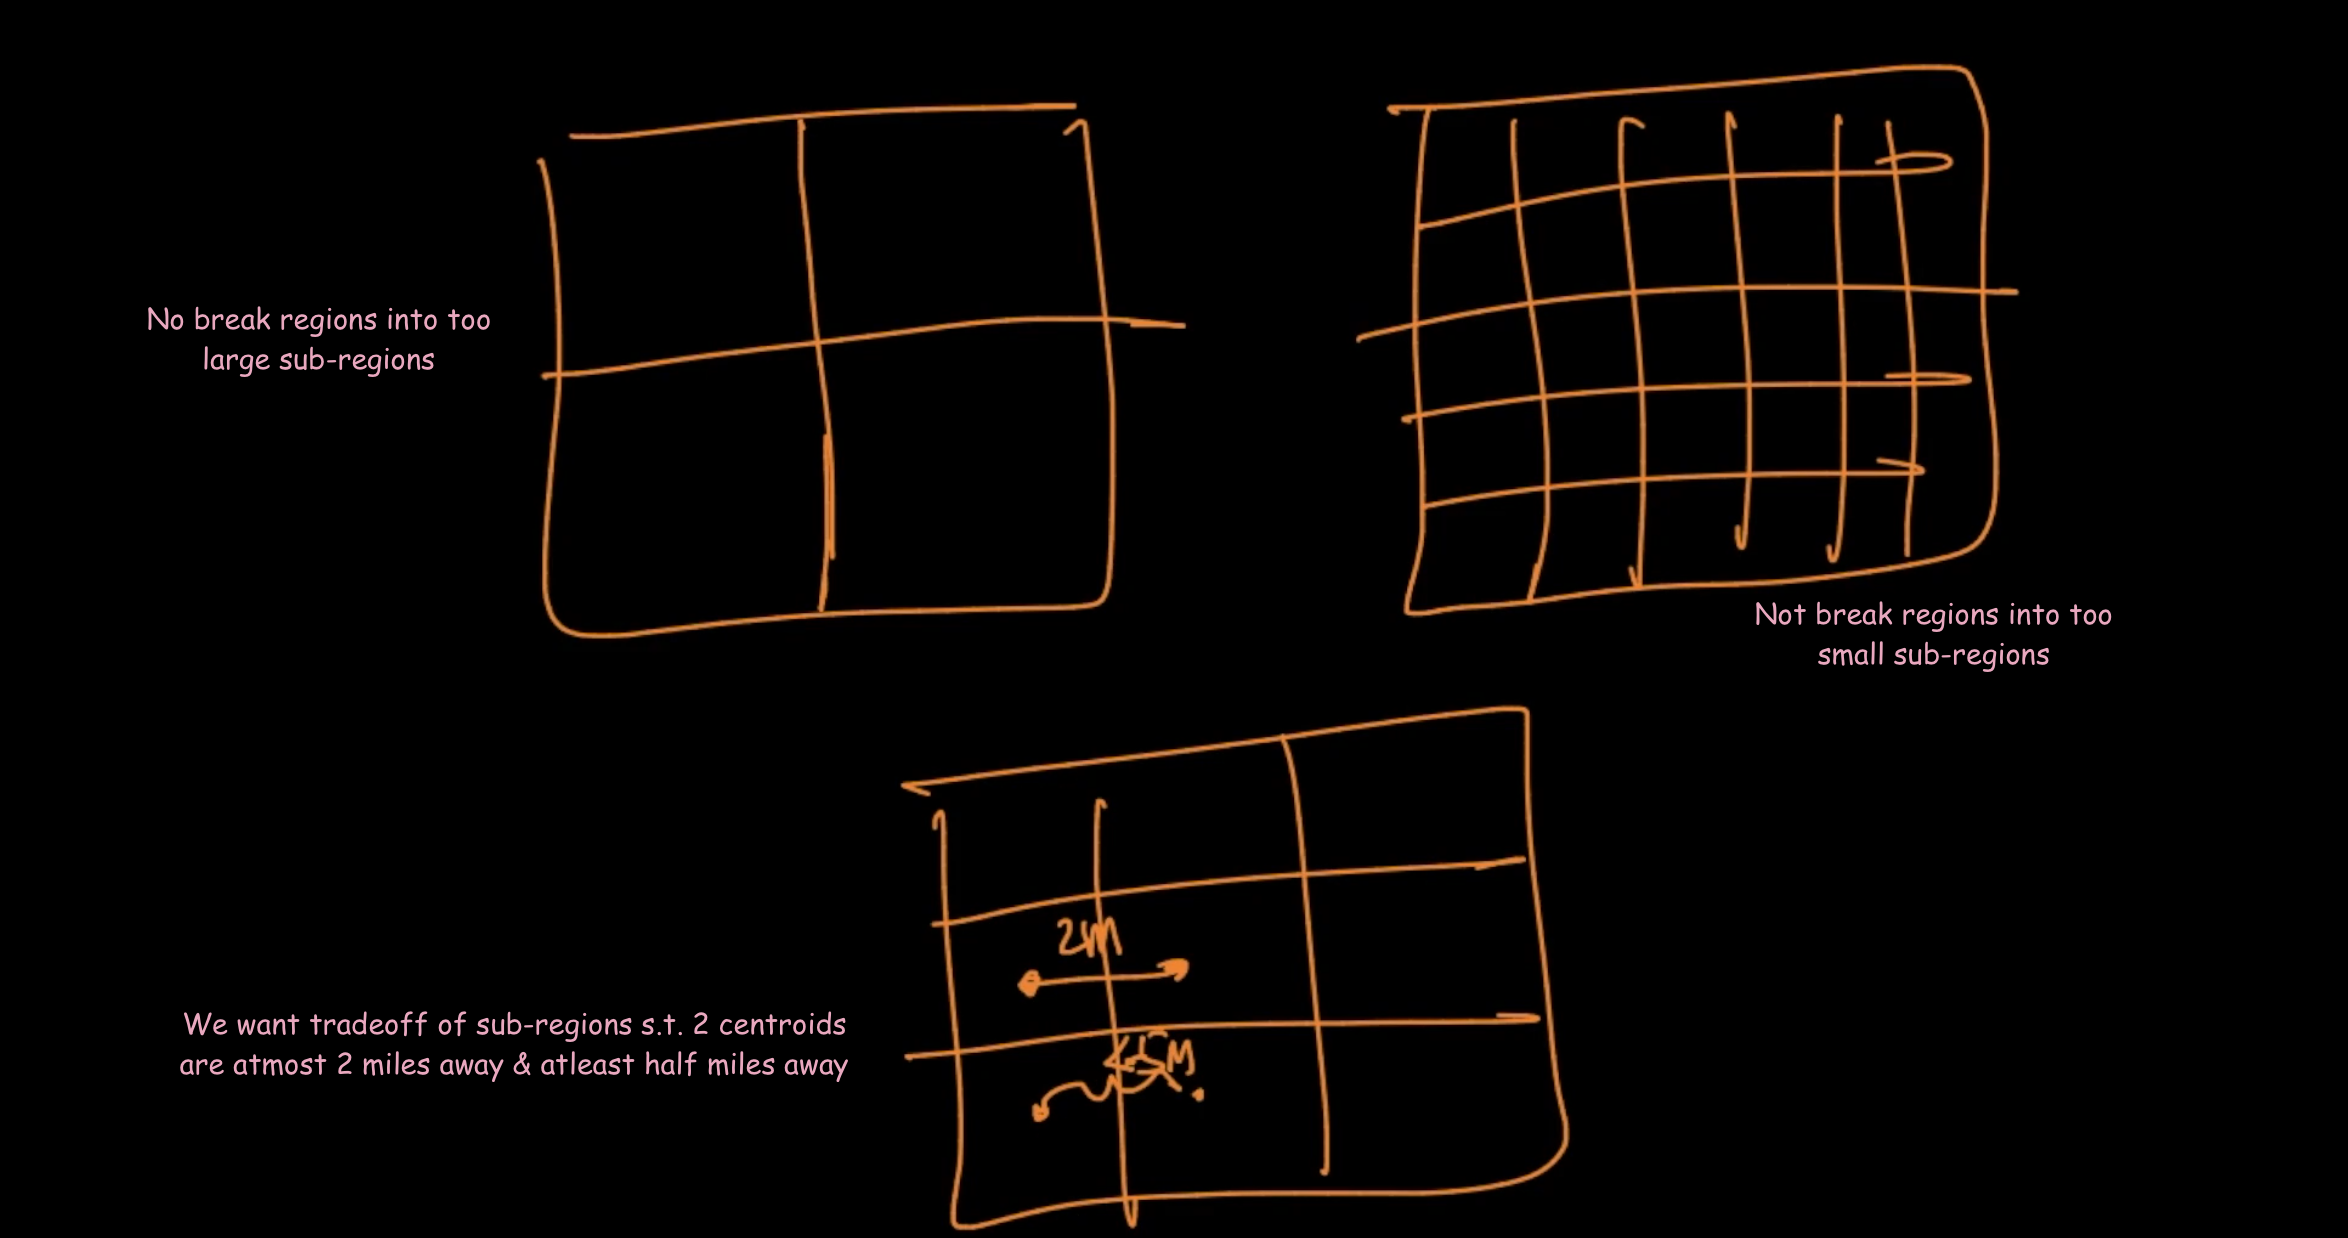 No break regions into too
large sub-regions
Not break regions into too
small sub-regions
2M
We want tradeoff of sub-regions s.t. 2 centroids
are atmost 2 miles away & atleast half miles away